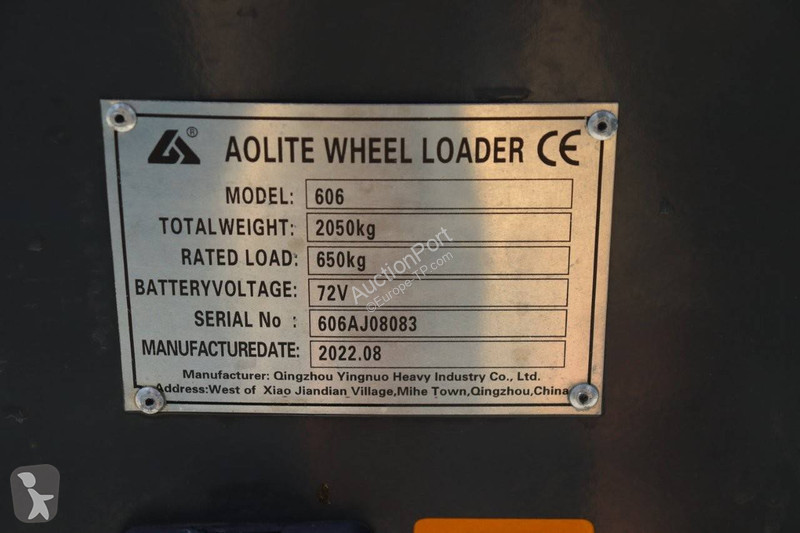 ® AOLITE WHEEL LOADER CE
MODEL: 606
TOTALWEIGHT: 2050kg
RATED LOAD: 650kg
BATTERYVOLTAGE: 72V
SERIAL No : 606AJ08083
MANUFACTUREDATE: 2022.08
Manufacturer: Qingzhou Yingnuo Heavy Industry Co., Ltd.
Address:West of Xiao Jiandian Village,Mihe Town,Qingzhou,China
AuctionPort
©Europe-TP.com